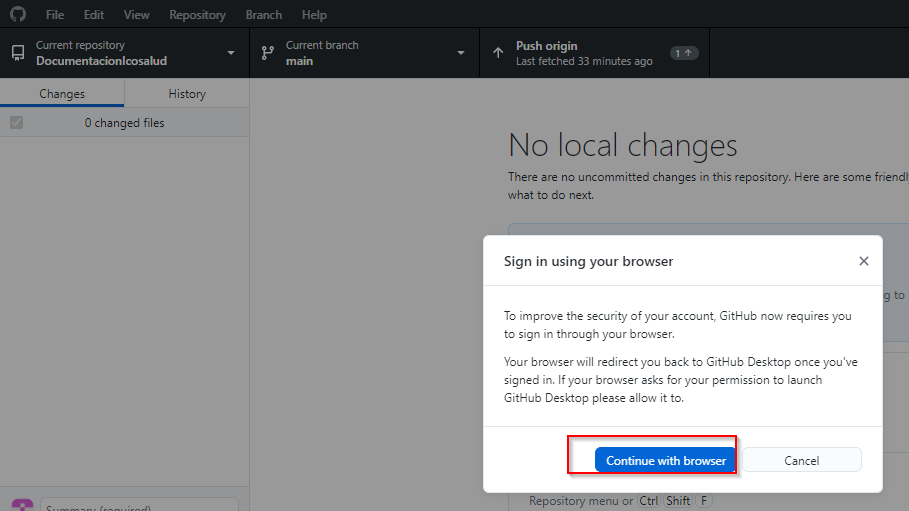 File Edit View Repository Branch Help
Current repository
DocumentacionIcosalud
Current branch
main
Push origin
Last fetched 33 minutes ago
1
Changes History
0 changed files
No local changes
There are no uncommitted changes in this repository. Here are some friendly
what to do next.
Sign in using your browser
To improve the security of your account, GitHub now requires you
to sign in through your browser.
Your browser will redirect you back to GitHub Desktop once you've
signed in. If your browser asks for your permission to launch
GitHub Desktop please allow it to.
g to
Continue with browser Cancel
Repository menu or Ctrl Shift F
Summary (required)